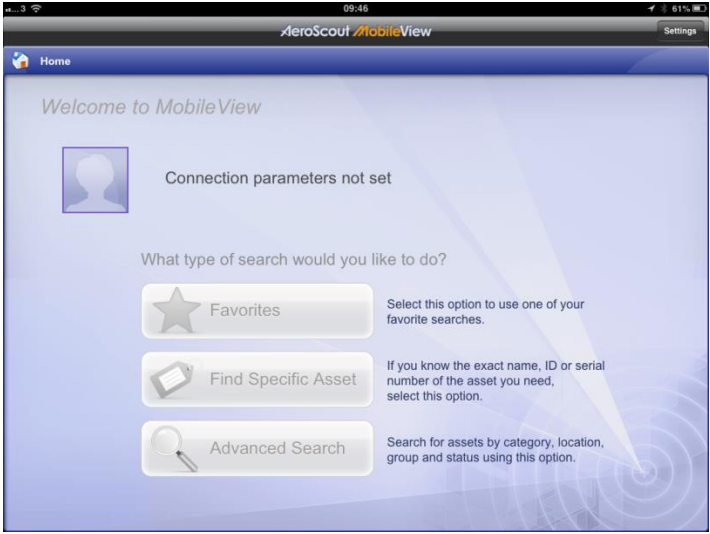 ...3 09:46 61%
AeroScout MobileView
Settings
Home
Welcome to MobileView
Connection parameters not set
What type of search would you like to do?
Favorites
Select this option to use one of your
favorite searches.
Find Specific Asset
If you know the exact name, ID or serial
number of the asset you need,
select this option.
Advanced Search
Search for assets by category, location,
group and status using this option.